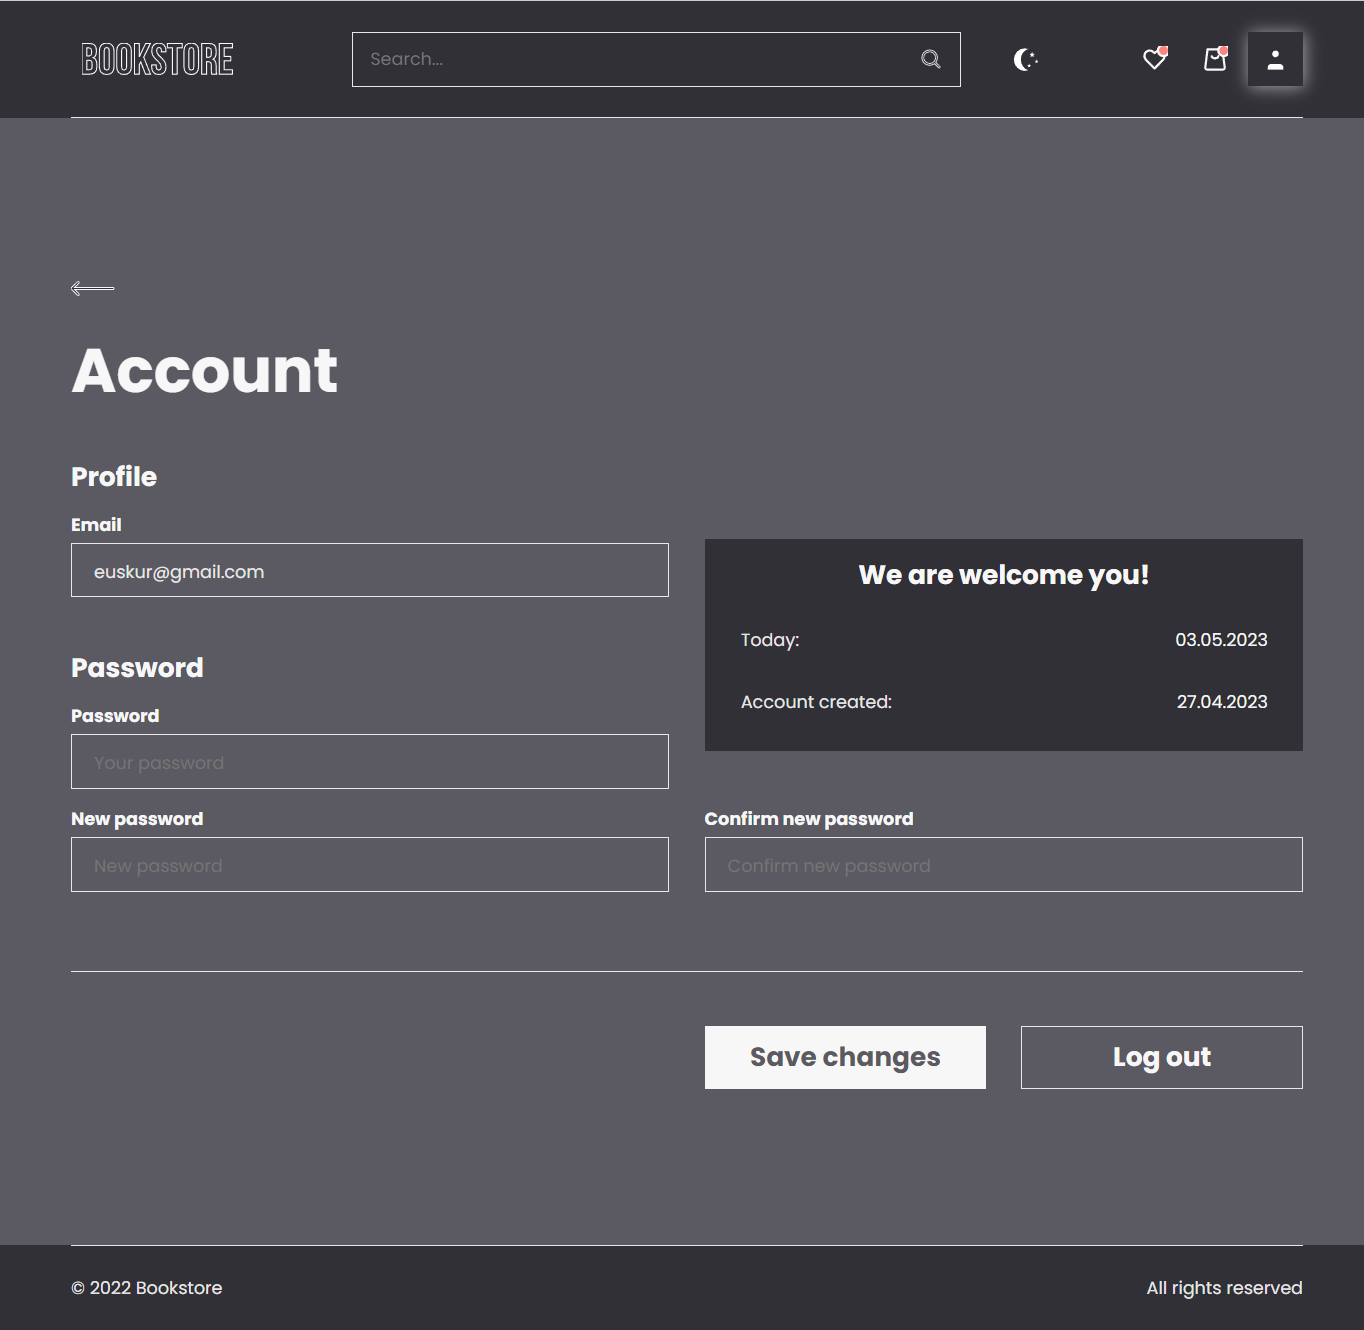 BOOKSTORE
Search...
Account
Profile
Email
euskur@gmail.com
We are welcome you!
Today: 03.05.2023
Account created: 27.04.2023
Password
Password
Your password
New password
New password
Confirm new password
Confirm new password
Save changes
Log out
© 2022 Bookstore
All rights reserved